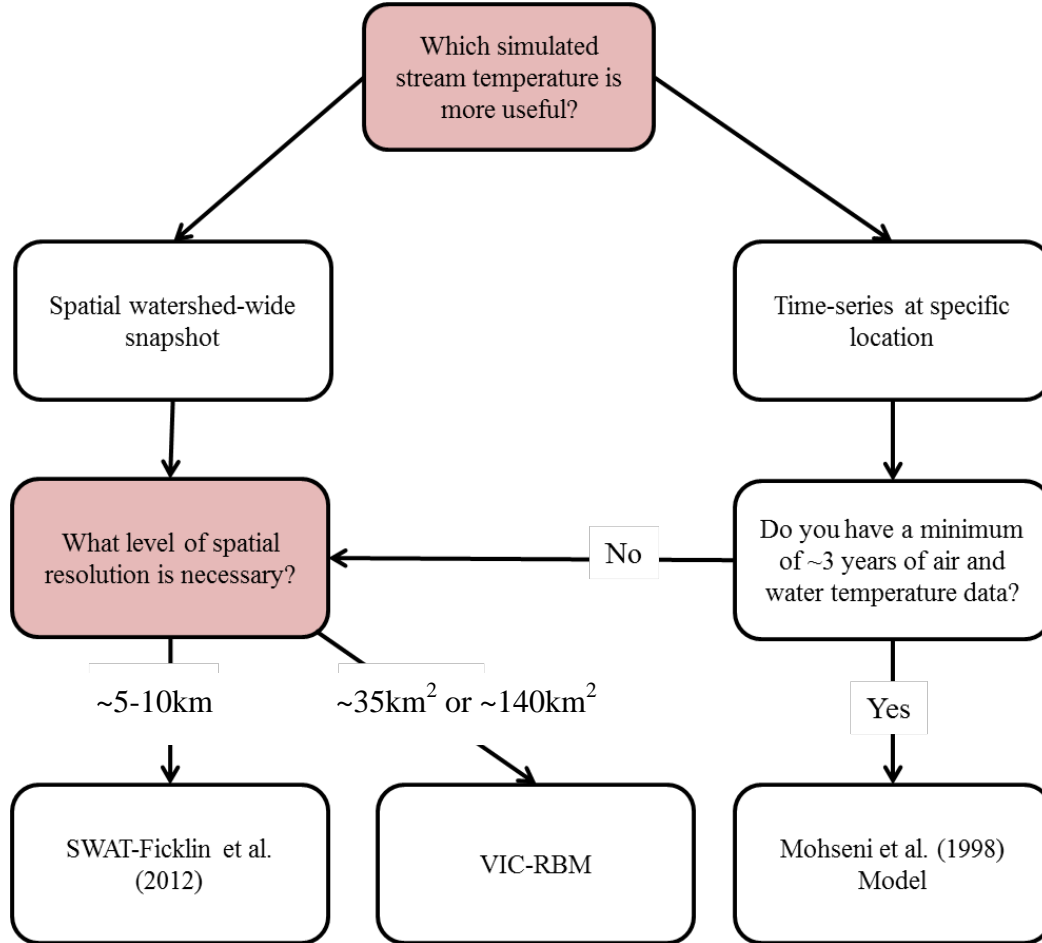 Which simulated
stream temperature is
more useful?
Spatial watershed-wide
snapshot
Time-series at specific
location
What level of spatial
resolution is necessary?
No
Do you have a minimum
of ~3 years of air and
water temperature data?
~5-10km
~35km² or ~140km²
Yes
SWAT-Ficklin et al.
(2012)
VIC-RBM
Mohseni et al. (1998)
Model